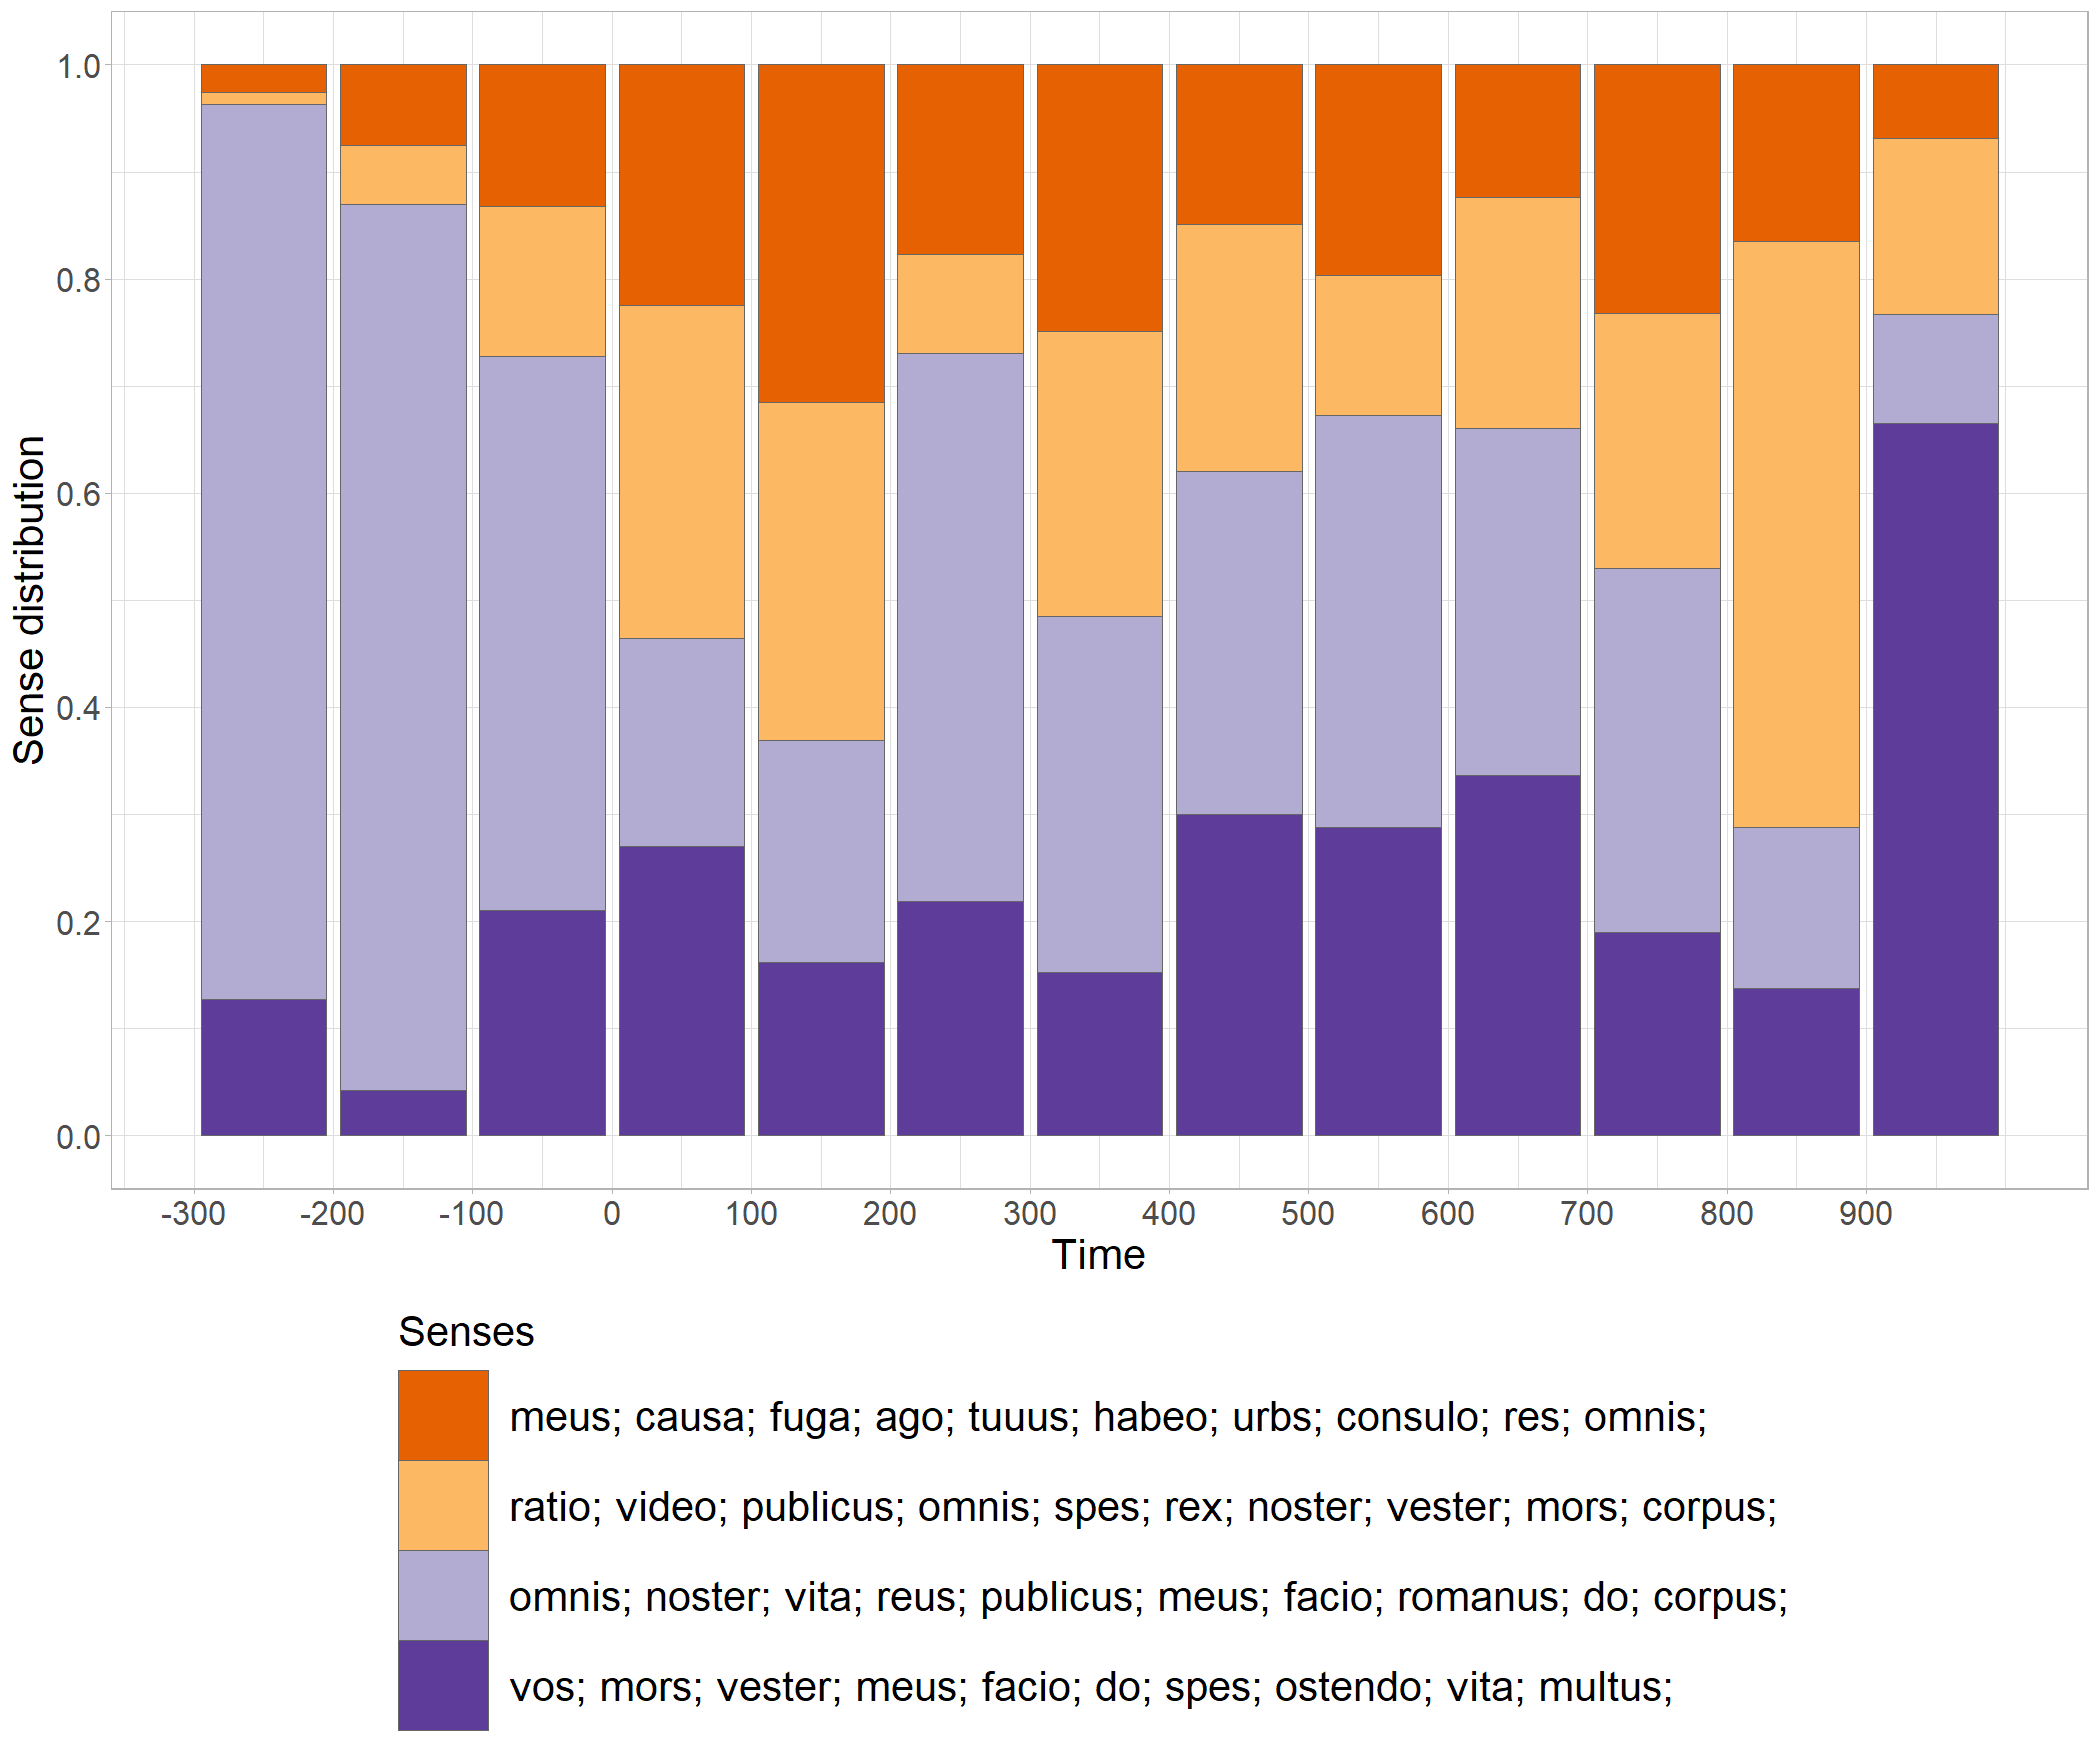 1.0
0.8
0.6
0.4
0.2
0.0
Sense distribution
-300 -200 -100 0 100 200 300 400 500 600 700 800 900
Time
Senses
meus; causa; fuga; ago; tuuus; habeo; urbs; consulo; res; omnis;
ratio; video; publicus; omnis; spes; rex; noster; vester; mors; corpus;
omnis; noster; vita; reus; publicus; meus; facio; romanus; do; corpus;
vos; mors; vester; meus; facio; do; spes; ostendo; vita; multus;